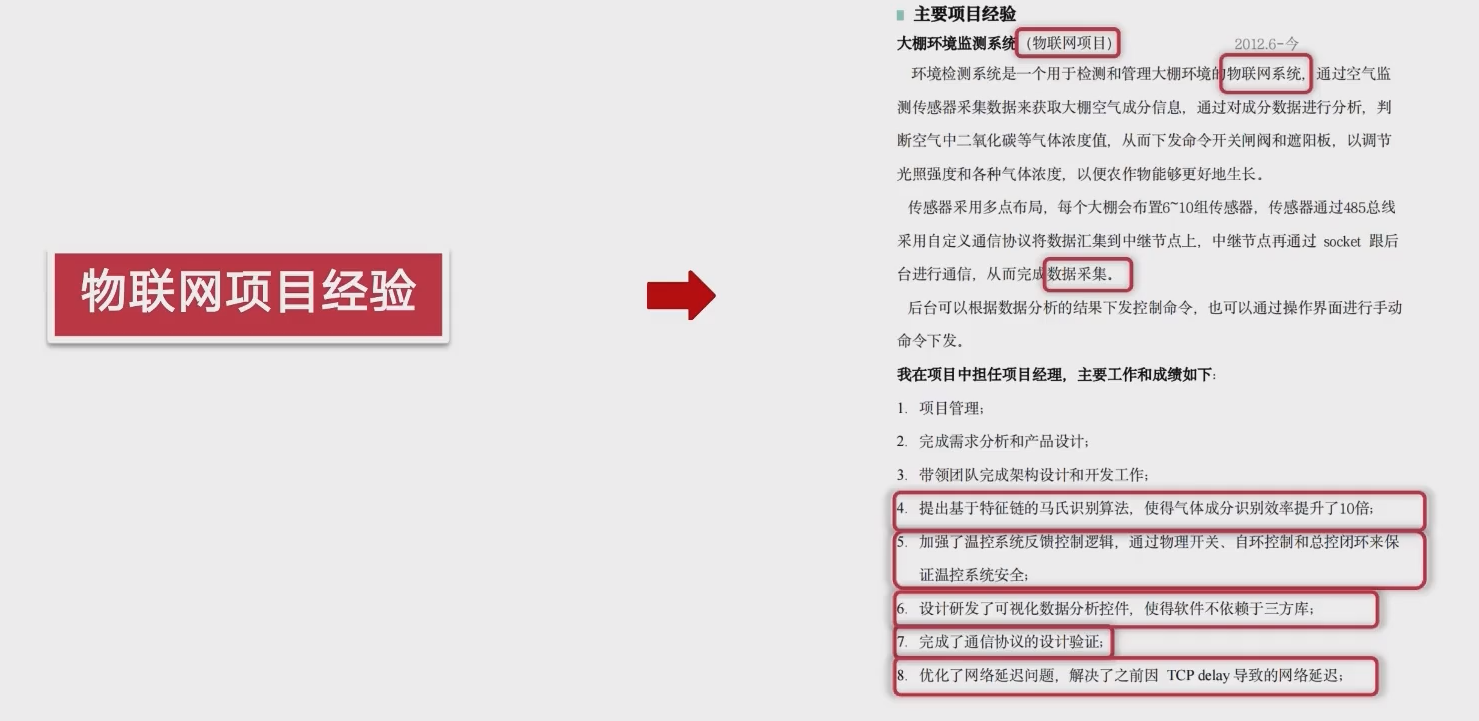 物联网项目经验
主要项目经验
大棚环境监测系统(物联网项目) 2012.6-今
环境检测系统是一个用于检测和管理大棚环境的物联网系统，通过空气监
测传感器采集数据来获取大棚空气成分信息，通过对成分数据进行分析，判
断空气中二氧化碳等气体浓度值，从而下发命令开关闸阀和遮阳板，以调节
光照强度和各种气体浓度，以便农作物能够更好地生长。
传感器采用多点布局，每个大棚会布置6~10组传感器，传感器通过485总线
采用自定义通信协议将数据汇集到中继节点上，中继节点再通过 socket 跟后
台进行通信，从而完成数据采集。
后台可以根据数据分析的结果下发控制命令，也可以通过操作界面进行手动
命令下发。
我在项目中担任项目经理，主要工作和成绩如下:
1. 项目管理;
2. 完成需求分析和产品设计;
3. 带领团队完成架构设计和开发工作;
4. 提出基于特征链的马氏识别算法，使得气体成分识别效率提升了10倍;
5. 加强了温控系统反馈控制逻辑，通过物理开关、自环控制和总控闭环来保
证温控系统安全;
6. 设计研发了可视化数据分析控件，使得软件不依赖于三方库;
7. 完成了通信协议的设计验证;
8. 优化了网络延迟问题，解决了之前因 TCP delay 导致的网络延迟;